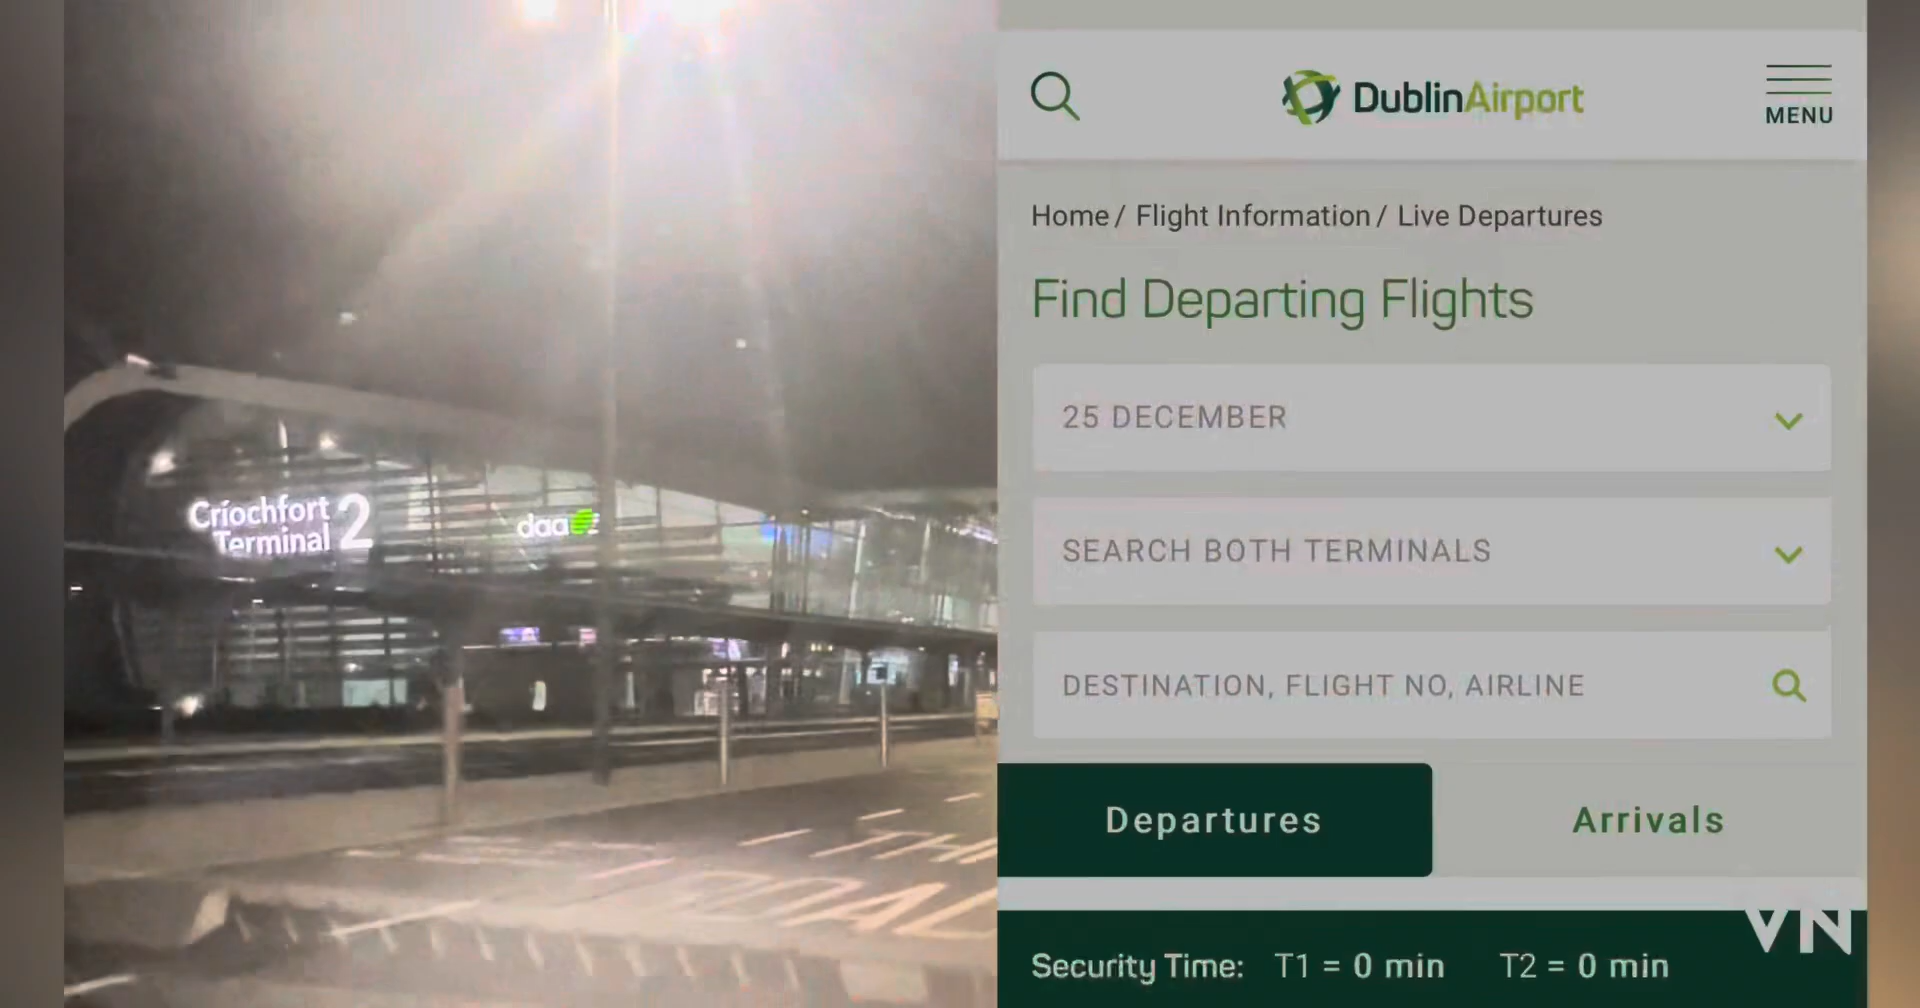 Críochfort
Terminal 2
daa
DublinAirport
MENU
Home / Flight Information / Live Departures
Find Departing Flights
25 DECEMBER
SEARCH BOTH TERMINALS
DESTINATION, FLIGHT NO, AIRLINE
Departures
Arrivals
Security Time: T1 = 0 min T2 = 0 min
VN